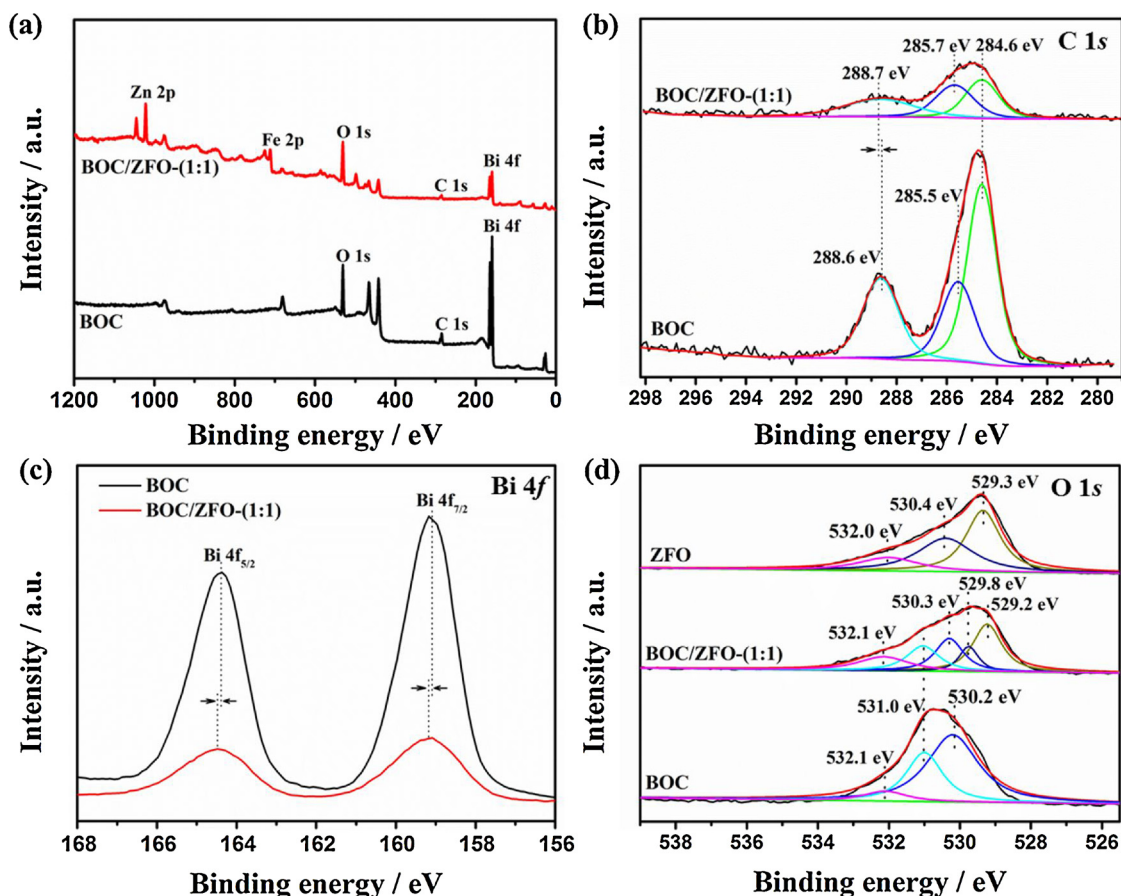 (a)
Intensity / a.u.
Zn 2p
Fe 2p
O 1s
Bi 4f
BOC/ZFO-(1:1)
C 1s
Bi 4f
O 1s
BOC
C 1s
1200 1000 800 600 400 200 0
Binding energy / eV
(b)
Intensity / a.u.
C 1s
285.7 eV 284.6 eV
288.7 eV
BOC/ZFO-(1:1)
285.5 eV
288.6 eV
BOC
298 296 294 292 290 288 286 284 282 280
Binding energy / eV
(c)
Intensity / a.u.
BOC
BOC/ZFO-(1:1)
Bi 4f
Bi 4f7/2
Bi 4f5/2
168 166 164 162 160 158 156
Binding energy / eV
(d)
Intensity / a.u.
O 1s
529.3 eV
530.4 eV
532.0 eV
ZFO
529.8 eV
530.3 eV
529.2 eV
532.1 eV
BOC/ZFO-(1:1)
531.0 eV
530.2 eV
532.1 eV
BOC
538 536 534 532 530 528 526
Binding energy / eV